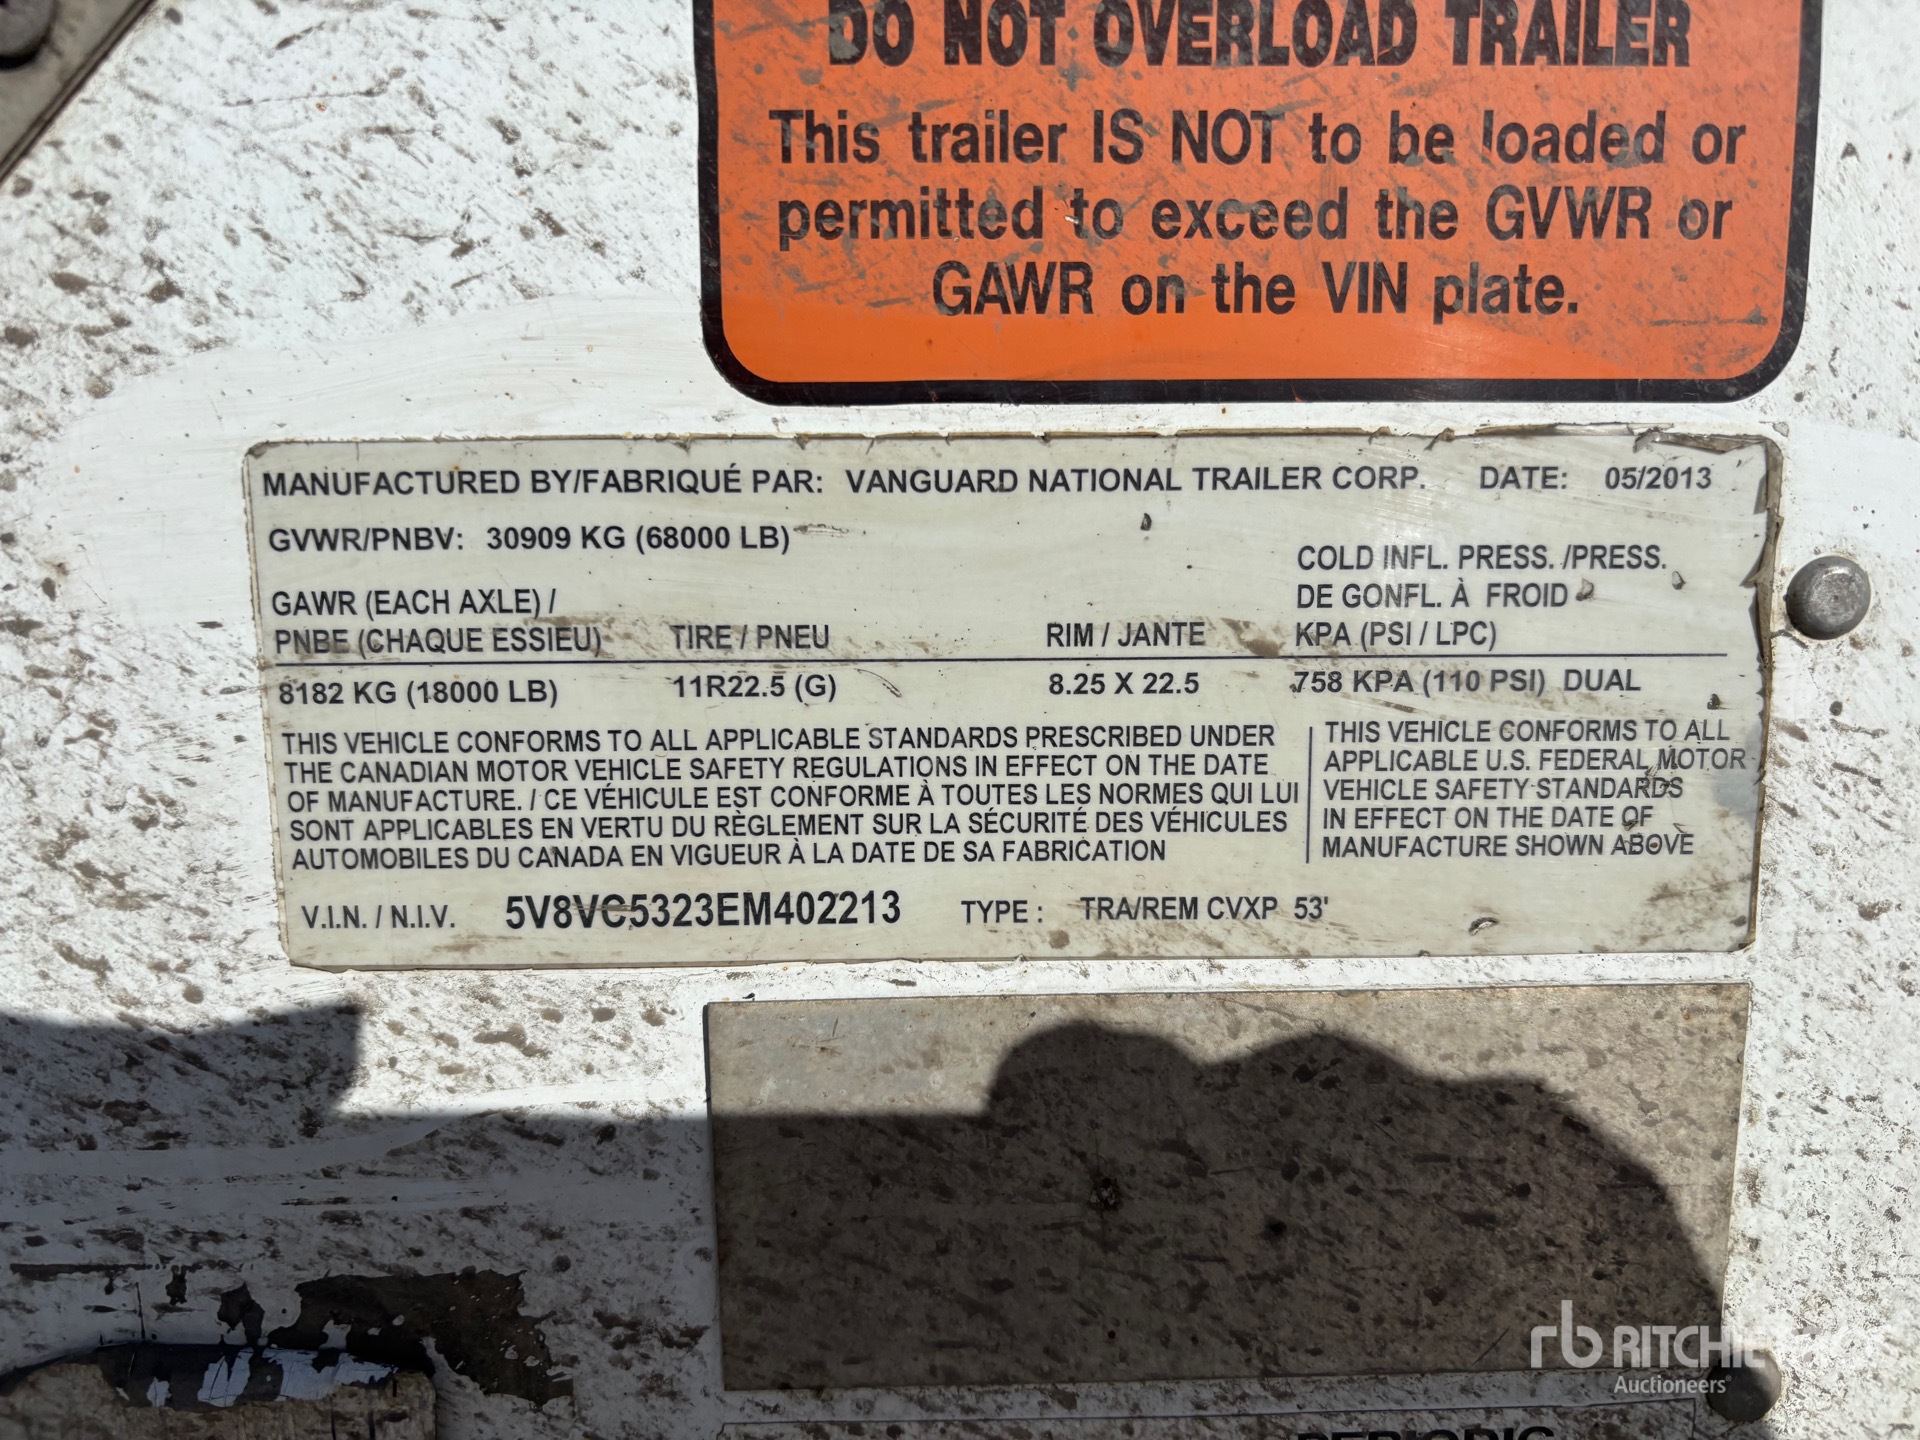 DO NOT OVERLOAD TRAILER
This trailer IS NOT to be loaded or
permitted to exceed the GVWR or
GAWR on the VIN plate.
MANUFACTURED BY/FABRIQUÉ PAR: VANGUARD NATIONAL TRAILER CORP. DATE: 05/2013
GVWR/PNBV: 30909 KG (68000 LB)
COLD INFL. PRESS. /PRESS.
GAWR (EACH AXLE) / DE GONFL. À FROID
PNBE (CHAQUE ESSIEU) TIRE / PNEU RIM / JANTE KPA (PSI / LPC)
8182 KG (18000 LB) 11R22.5 (G) 8.25 X 22.5 758 KPA (110 PSI) DUAL
THIS VEHICLE CONFORMS TO ALL APPLICABLE STANDARDS PRESCRIBED UNDER
THE CANADIAN MOTOR VEHICLE SAFETY REGULATIONS IN EFFECT ON THE DATE
OF MANUFACTURE. / CE VÉHICULE EST CONFORME À TOUTES LES NORMES QUI LUI
SONT APPLICABLES EN VERTU DU RÈGLEMENT SUR LA SÉCURITÉ DES VÉHICULES
AUTOMOBILES DU CANADA EN VIGUEUR À LA DATE DE SA FABRICATION
THIS VEHICLE CONFORMS TO ALL
APPLICABLE U.S. FEDERAL MOTOR
VEHICLE SAFETY STANDARDS
IN EFFECT ON THE DATE OF
MANUFACTURE SHOWN ABOVE
V.I.N. / N.I.V. 5V8VC5323EM402213 TYPE : TRA/REM CVXP 53'
rb RITCHIE
Auctioneers
PERIODIC